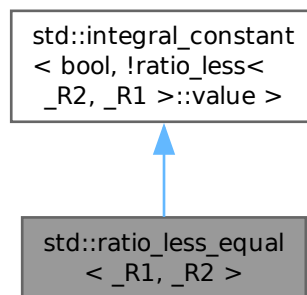 std::integral_constant
< bool, !ratio_less<
_R2, _R1 >::value >
std::ratio_less_equal
< _R1, _R2 >